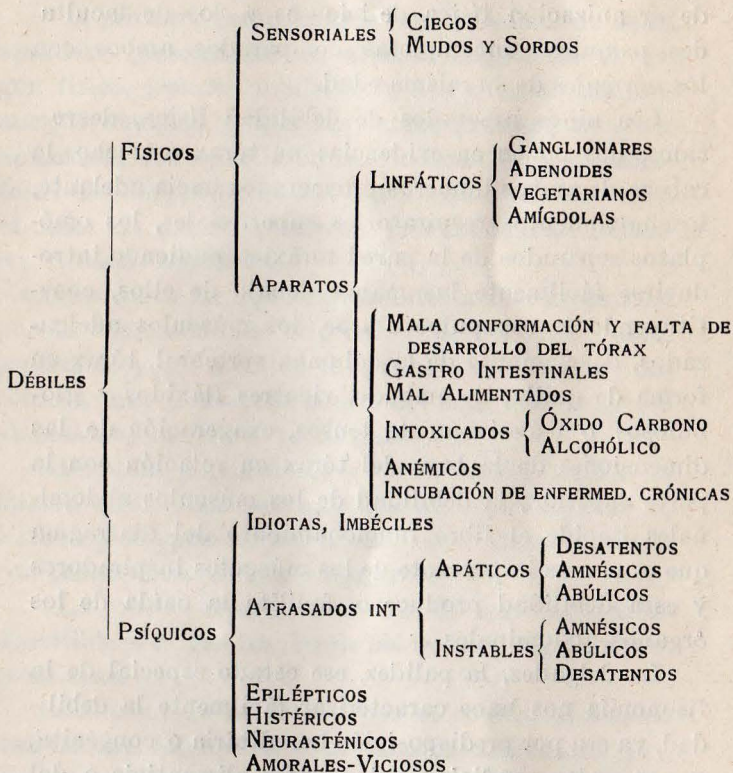 SENSORIALES
CIEGOS
MUDOS Y SORDOS
FÍSICOS
LINFÁTICOS
GANGLIONARES
ADENOIDES
VEGETARIANOS
AMÍGDOLAS
APARATOS
MALA CONFORMACIÓN Y FALTA DE
DESARROLLO DEL TÓRAX
GASTRO INTESTINALES
MAL ALIMENTADOS
INTOXICADOS
ÓXIDO CARBONO
ALCOHÓLICO
ANÉMICOS
INCUBACIÓN DE ENFERMED. CRÓNICAS
DÉBILES
IDIOTAS, IMBÉCILES
APÁTICOS
DESATENTOS
AMNÉSICOS
ABÚLICOS
ATRASADOS INT
PSÍQUICOS
INSTABLES
AMNÉSICOS
ABÚLICOS
DESATENTOS
EPILÉPTICOS
HISTÉRICOS
NEURASTÉNICOS
AMORALES-VICIOSOS